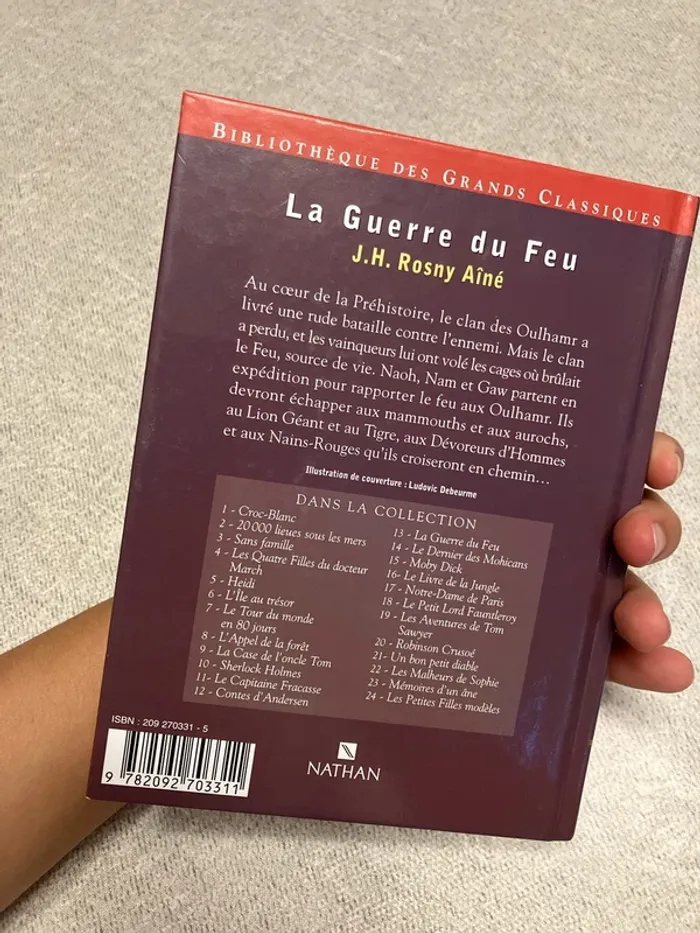 BIBLIOTHÈQUE DES GRANDS CLASSIQUES
La Guerre du Feu
J.H. Rosny Aîné
Au cœur de la Préhistoire, le clan des Oulhamr a
livré une rude bataille contre l'ennemi. Mais le clan
a perdu, et les vainqueurs lui ont volé les cages où brûlait
le Feu, source de vie. Naoh, Nam et Gaw partent en
expédition pour rapporter le feu aux Oulhamr. Ils
devront échapper aux mammouths et aux aurochs,
au Lion Géant et au Tigre, aux Dévoreurs d'Hommes
et aux Nains-Rouges qu'ils croiseront en chemin...
Illustration de couverture : Ludovic Debeurme
DANS LA COLLECTION
1 - Croc-Blanc
2 - 20 000 lieues sous les mers
3 - Sans famille
4 - Les Quatre Filles du docteur
March
5 - Heidi
6 - L'Île au trésor
7 - Le Tour du monde
en 80 jours
8 - L'Appel de la forêt
9 - La Case de l'oncle Tom
10 - Sherlock Holmes
11 - Le Capitaine Fracasse
12 - Contes d'Andersen
13 - La Guerre du Feu
14 - Le Dernier des Mohicans
15 - Moby Dick
16 - Le Livre de la Jungle
17 - Notre-Dame de Paris
18 - Le Petit Lord Fauntleroy
19 - Les Aventures de Tom
Sawyer
20 - Robinson Crusoé
21 - Un bon petit diable
22 - Les Malheurs de Sophie
23 - Mémoires d'un âne
24 - Les Petites Filles modèles
ISBN : 209 270331 - 5
9 782092 703311
NATHAN